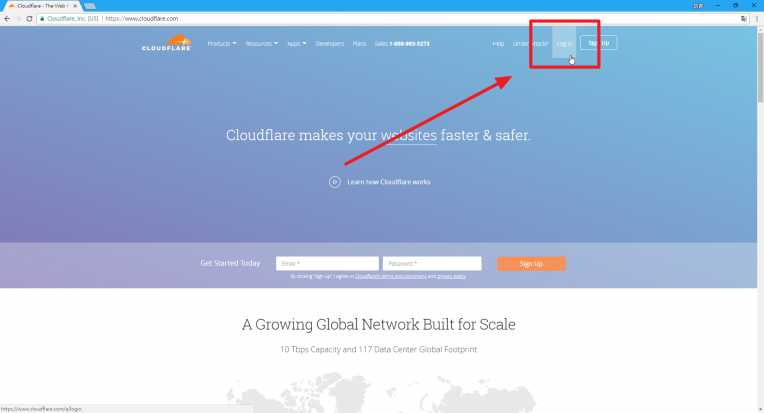 Cloudflare - The Web
Cloudflare, Inc. [US] | https://www.cloudflare.com
CLOUDFLARE
Products Resources Apps Developers Plans Sales: 1-888-993-5273 Help Under Attack? Log in Sign Up
Cloudflare makes your websites faster & safer.
Learn how Cloudflare works
Get Started Today Email * Password * Sign Up
By clicking "Sign up" I agree to Cloudflare's terms and conditions and privacy policy
A Growing Global Network Built for Scale
10 Tbps Capacity and 117 Data Center Global Footprint
https://www.cloudflare.com/a/login